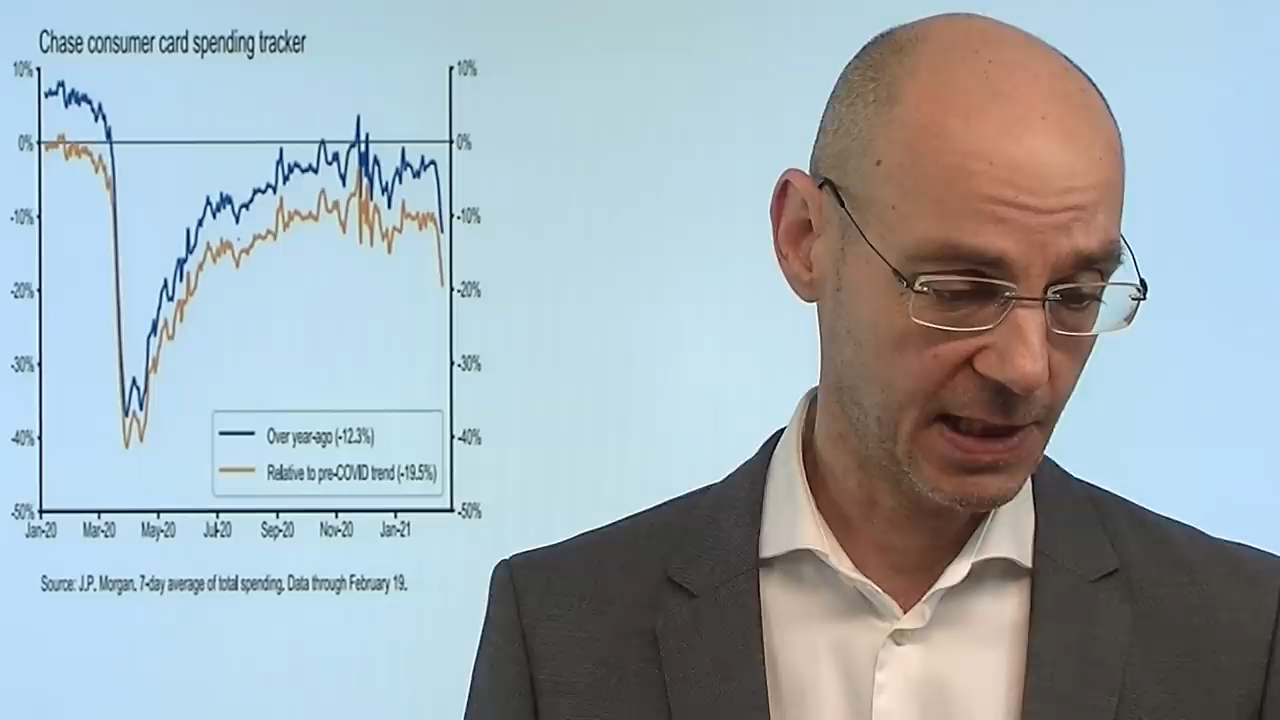 Chase consumer card spending tracker
10%
10%
0%
0%
-10%
-10%
-20%
-20%
-30%
-30%
-40%
-40%
-50%
-50%
Over year-ago (-12.3%)
Relative to pre-COVID trend (-19.5%)
Jan-20 Mar-20 May-20 Jul-20 Sep-20 Nov-20 Jan-21
Source: J.P. Morgan. 7-day average of total spending. Data through February 19.